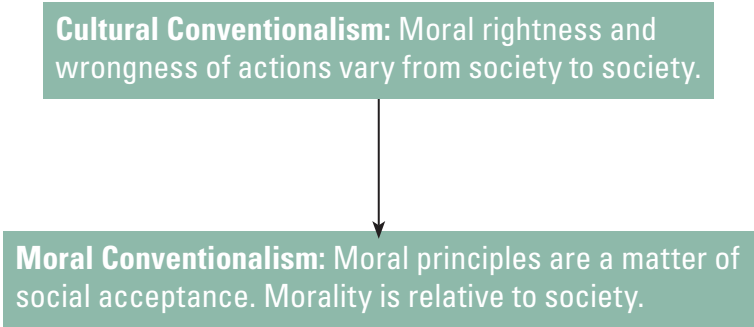 Cultural Conventionalism: Moral rightness and
wrongness of actions vary from society to society.
Moral Conventionalism: Moral principles are a matter of
social acceptance. Morality is relative to society.